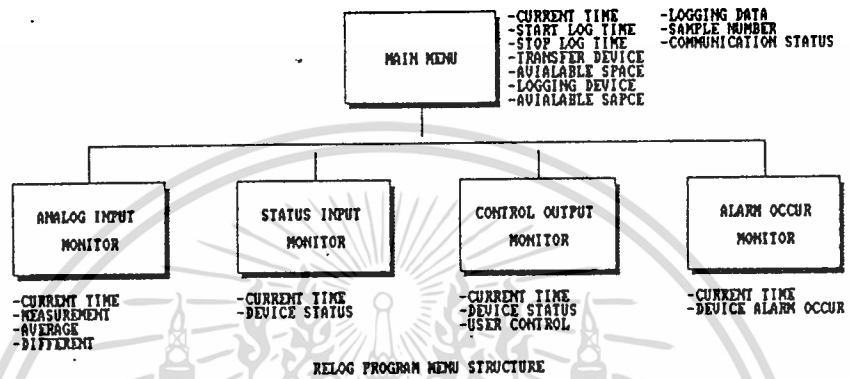 MAIN MENU
-CURRENT TIME
-START LOG TIME
-STOP LOG TIME
-TRANSFER DEVICE
-AVIALABLE SPACE
-LOGGING DEVICE
-AVIALABLE SAPCE
-LOGGING DATA
-SAMPLE NUMBER
-COMMUNICATION STATUS
ANALOG INPUT
MONITOR
-CURRENT TIME
-MEASUREMENT
-AVERAGE
-DIFFERENT
STATUS INPUT
MONITOR
-CURRENT TIME
-DEVICE STATUS
CONTROL OUTPUT
MONITOR
-CURRENT TIME
-DEVICE STATUS
-USER CONTROL
ALARM OCCUR
MONITOR
-CURRENT TIME
-DEVICE ALARM OCCUR
RELOG PROGRAM MENU STRUCTURE